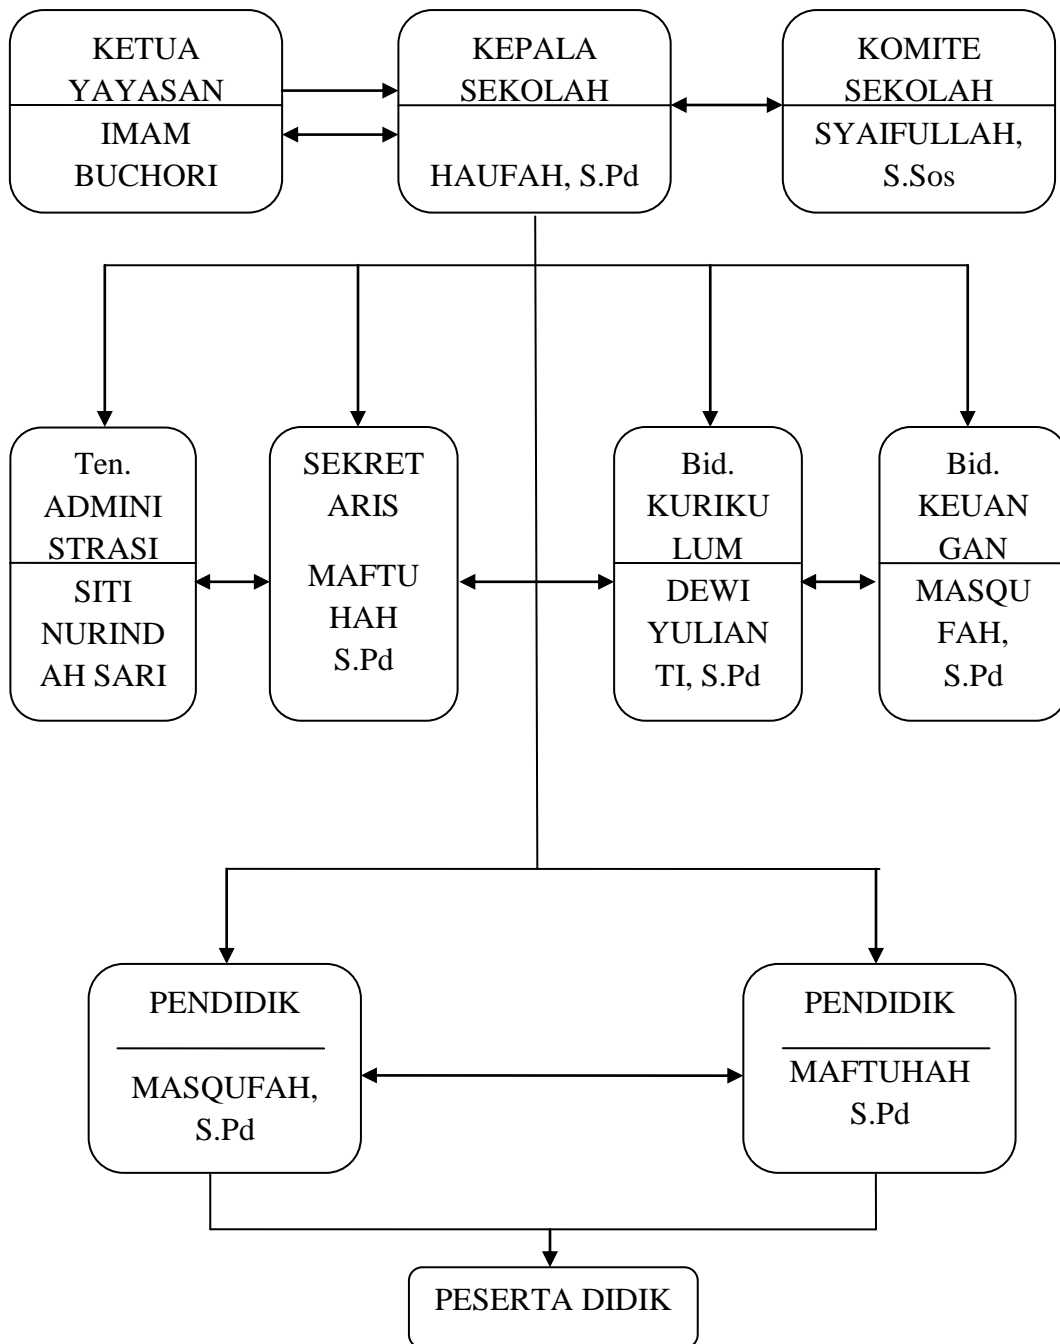 KETUA
YAYASAN
IMAM
BUCHORI
KEPALA
SEKOLAH
HAUFAH, S.Pd
KOMITE
SEKOLAH
SYAIFULLAH,
S.Sos
Ten.
ADMINI
STRASI
SITI
NURIND
AH SARI
SEKRET
ARIS
MAFTU
HAH
S.Pd
Bid.
KURIKU
LUM
DEWI
YULIAN
TI, S.Pd
Bid.
KEUAN
GAN
MASQU
FAH,
S.Pd
PENDIDIK
MASQUFAH,
S.Pd
PENDIDIK
MAFTUHAH
S.Pd
PESERTA DIDIK